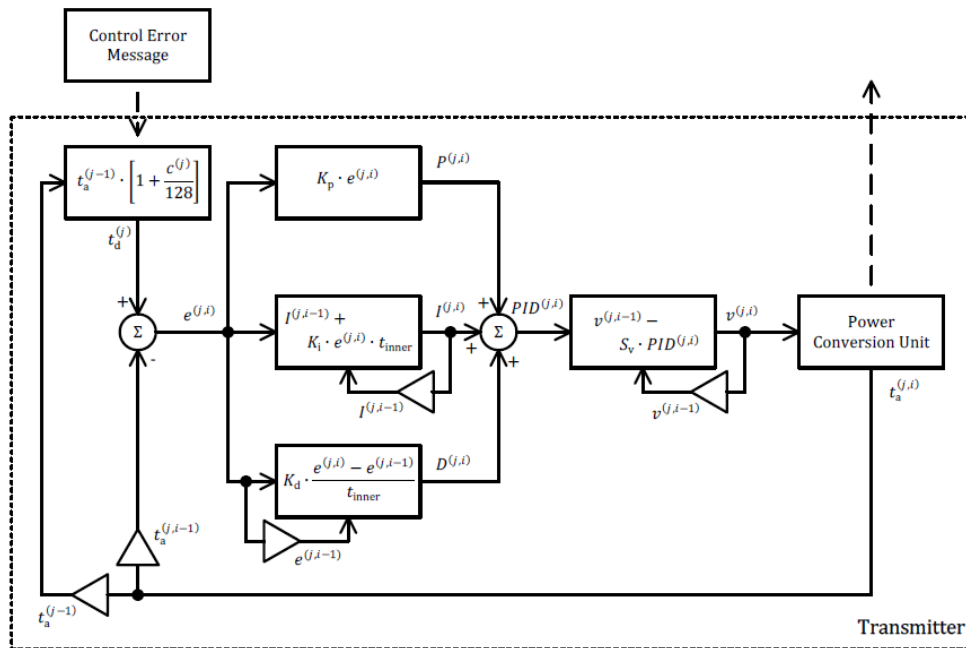 Control Error
Message
t_a^{(j−1)} · [1 + c^{(j)}/128]
t_d^{(j)}
K_p · e^{(j,i)}
P^{(j,i)}
+
-
Σ
e^{(j,i)}
I^{(j,i−1)} +
K_i · e^{(j,i)} · t_inner
I^{(j,i)}
I^{(j,i−1)}
K_d · (e^{(j,i)} − e^{(j,i−1)})/t_inner
D^{(j,i)}
e^{(j,i−1)}
+
+
+
Σ
PID^{(j,i)}
v^{(j,i−1)} −
S_v · PID^{(j,i)}
v^{(j,i)}
v^{(j,i−1)}
Power
Conversion Unit
t_a^{(j,i)}
t_a^{(j,i−1)}
t_a^{(j−1)}
Transmitter